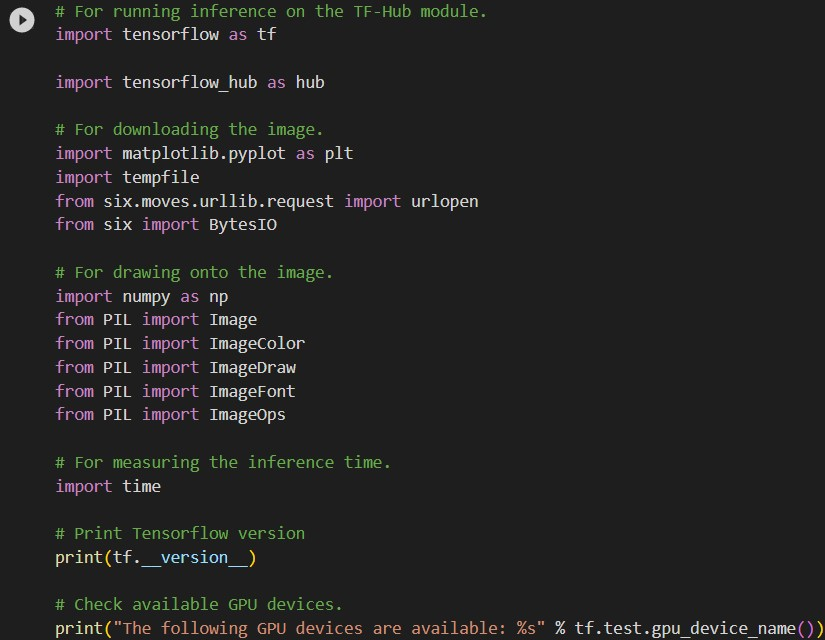 # For running inference on the TF-Hub module.
import tensorflow as tf
import tensorflow_hub as hub
# For downloading the image.
import matplotlib.pyplot as plt
import tempfile
from six.moves.urllib.request import urlopen
from six import BytesIO
# For drawing onto the image.
import numpy as np
from PIL import Image
from PIL import ImageColor
from PIL import ImageDraw
from PIL import ImageFont
from PIL import ImageOps
# For measuring the inference time.
import time
# Print Tensorflow version
print(tf.__version__)
# Check available GPU devices.
print("The following GPU devices are available: %s" % tf.test.gpu_device_name())